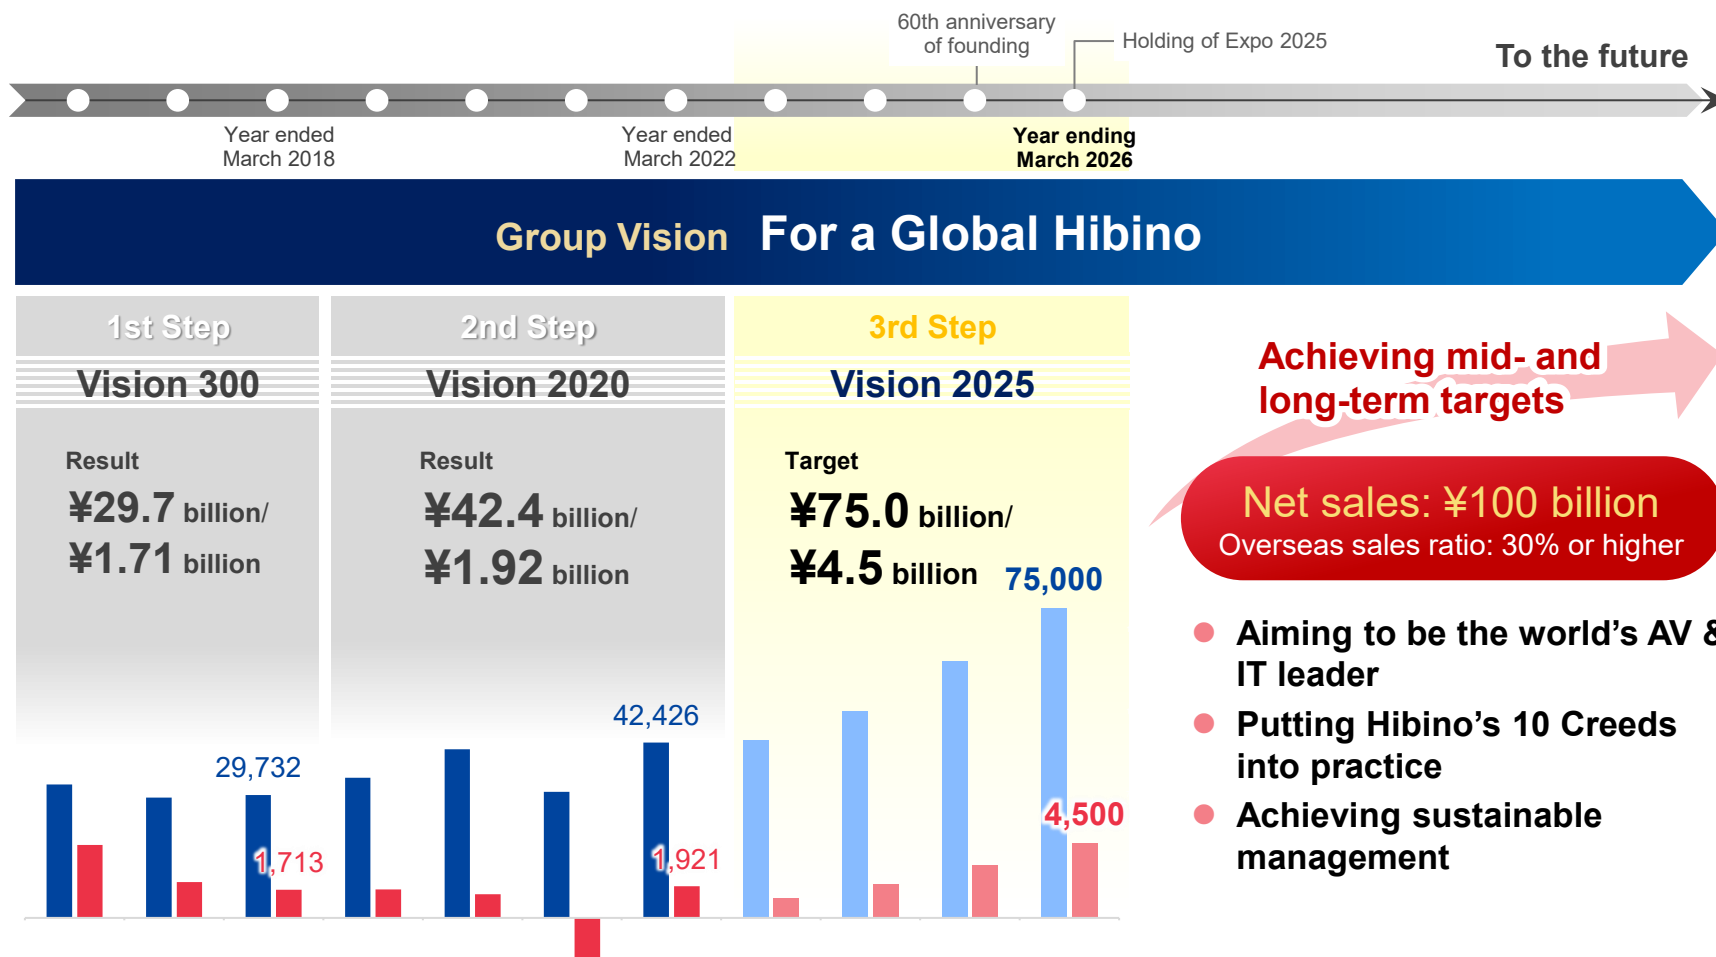 60th anniversary
of founding
Holding of Expo 2025
To the future
Year ended
March 2018
Year ended
March 2022
Year ending
March 2026
Group Vision For a Global Hibino
1st Step
Vision 300
Result
¥29.7 billion/
¥1.71 billion
2nd Step
Vision 2020
Result
¥42.4 billion/
¥1.92 billion
3rd Step
Vision 2025
Target
¥75.0 billion/
¥4.5 billion
75,000
42,426
29,732
1,713
1,921
4,500
Achieving mid- and
long-term targets
Net sales: ¥100 billion
Overseas sales ratio: 30% or higher
Aiming to be the world’s AV &
IT leader
Putting Hibino’s 10 Creeds
into practice
Achieving sustainable
management